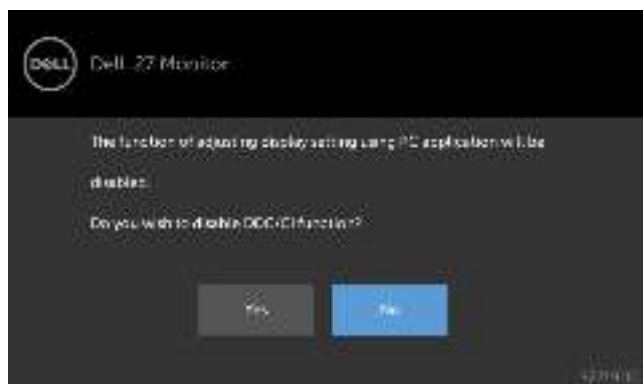 DELL
Dell 27 Monitor
The function of adjusting display setting using PC application will be
disabled.
Do you wish to disable DDC/CI function?
Yes
No